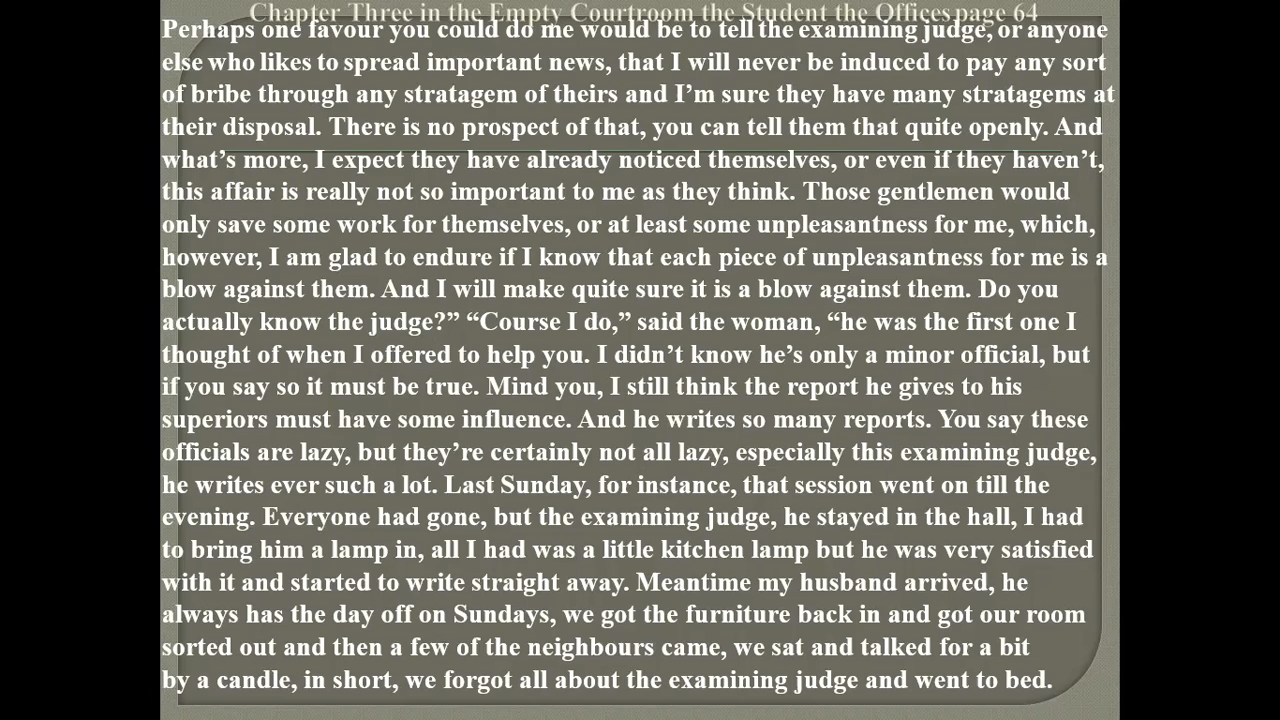 Chapter Three in the Empty Courtroom the Student the Offices page 64
Perhaps one favour you could do me would be to tell the examining judge, or anyone
else who likes to spread important news, that I will never be induced to pay any sort
of bribe through any stratagem of theirs and I’m sure they have many stratagems at
their disposal. There is no prospect of that, you can tell them that quite openly. And
what’s more, I expect they have already noticed themselves, or even if they haven’t,
this affair is really not so important to me as they think. Those gentlemen would
only save some work for themselves, or at least some unpleasantness for me, which,
however, I am glad to endure if I know that each piece of unpleasantness for me is a
blow against them. And I will make quite sure it is a blow against them. Do you
actually know the judge?” “Course I do,” said the woman, “he was the first one I
thought of when I offered to help you. I didn’t know he’s only a minor official, but
if you say so it must be true. Mind you, I still think the report he gives to his
superiors must have some influence. And he writes so many reports. You say these
officials are lazy, but they’re certainly not all lazy, especially this examining judge,
he writes ever such a lot. Last Sunday, for instance, that session went on till the
evening. Everyone had gone, but the examining judge, he stayed in the hall, I had
to bring him a lamp in, all I had was a little kitchen lamp but he was very satisfied
with it and started to write straight away. Meantime my husband arrived, he
always has the day off on Sundays, we got the furniture back in and got our room
sorted out and then a few of the neighbours came, we sat and talked for a bit
by a candle, in short, we forgot all about the examining judge and went to bed.